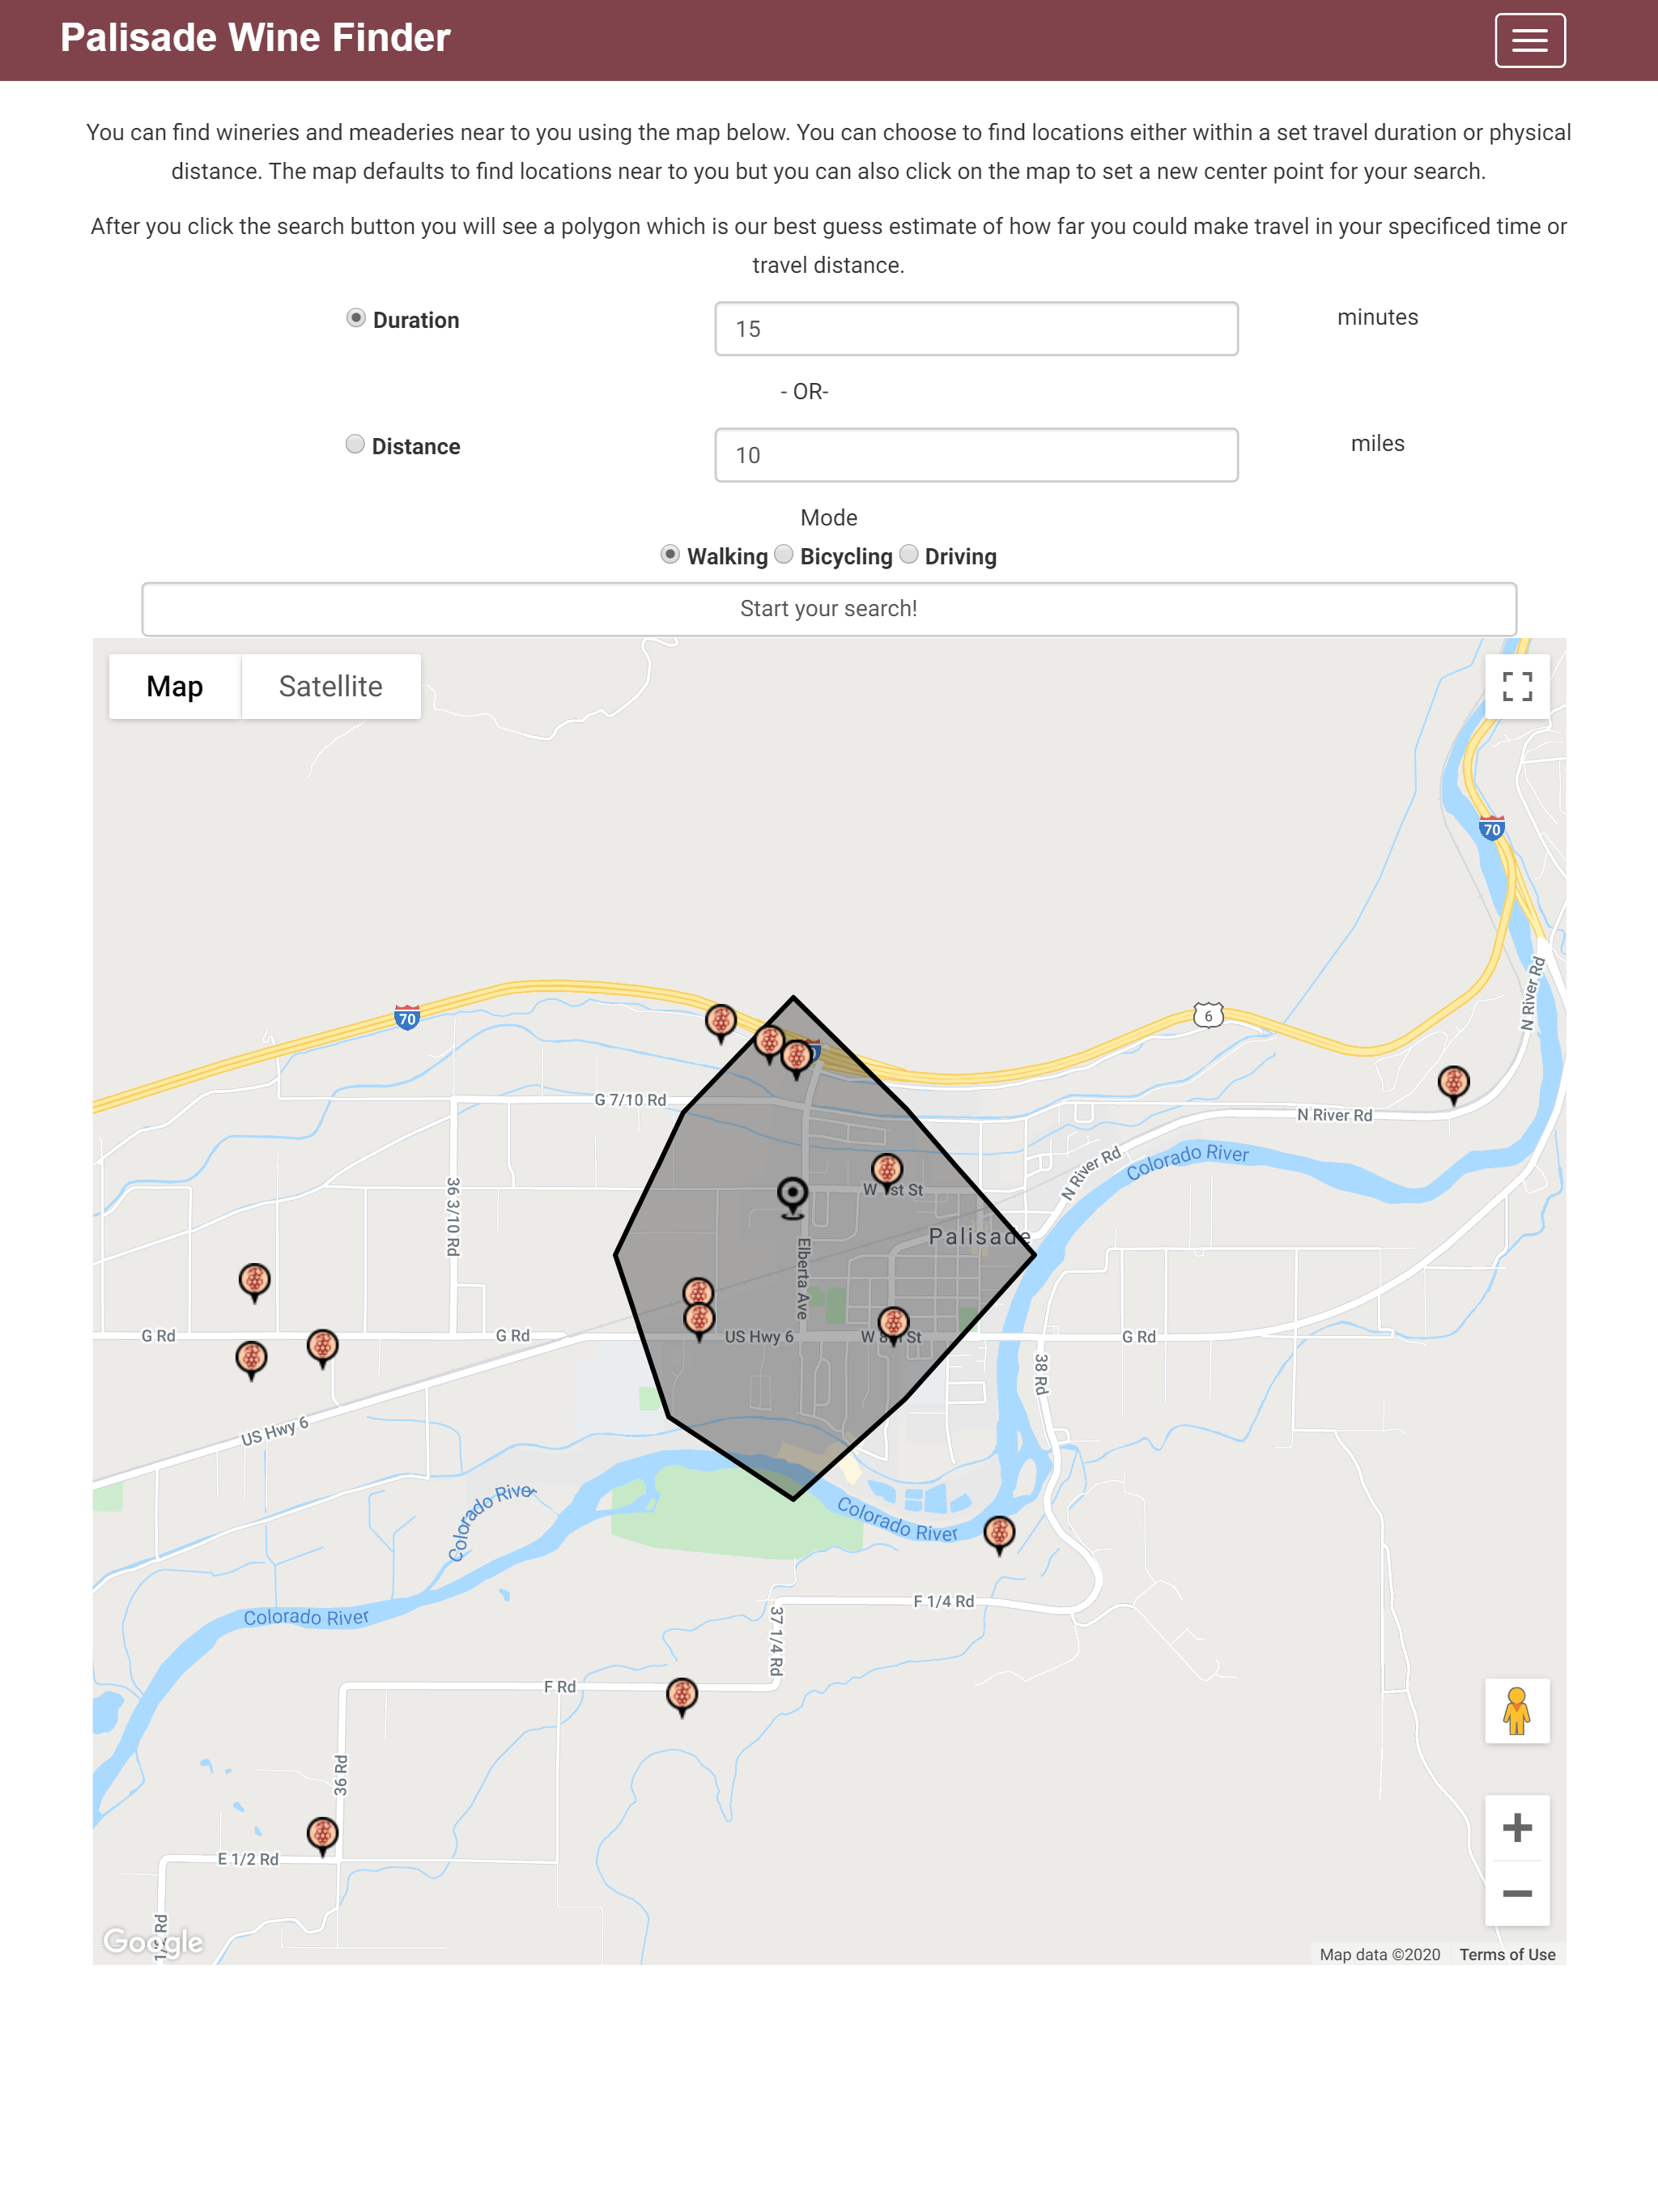 Palisade Wine Finder
You can find wineries and meaderies near to you using the map below. You can choose to find locations either within a set travel duration or physical
distance. The map defaults to find locations near to you but you can also click on the map to set a new center point for your search.
After you click the search button you will see a polygon which is our best guess estimate of how far you could make travel in your specificed time or
travel distance.
Duration 15 minutes
- OR-
Distance 10 miles
Mode
Walking Bicycling Driving
Start your search!
Map Satellite
70
N River Rd
70
6
G 7/10 Rd
N River Rd
N River Rd
Colorado River
36 3/10 Rd
W 1st St
Palisade
Elberta Ave
G Rd
G Rd
US Hwy 6
W 8th St
G Rd
38 Rd
US Hwy 6
Colorado River
Colorado River
Colorado River
F 1/4 Rd
37 1/4 Rd
F Rd
36 Rd
E 1/2 Rd
Google
Map data ©2020 Terms of Use